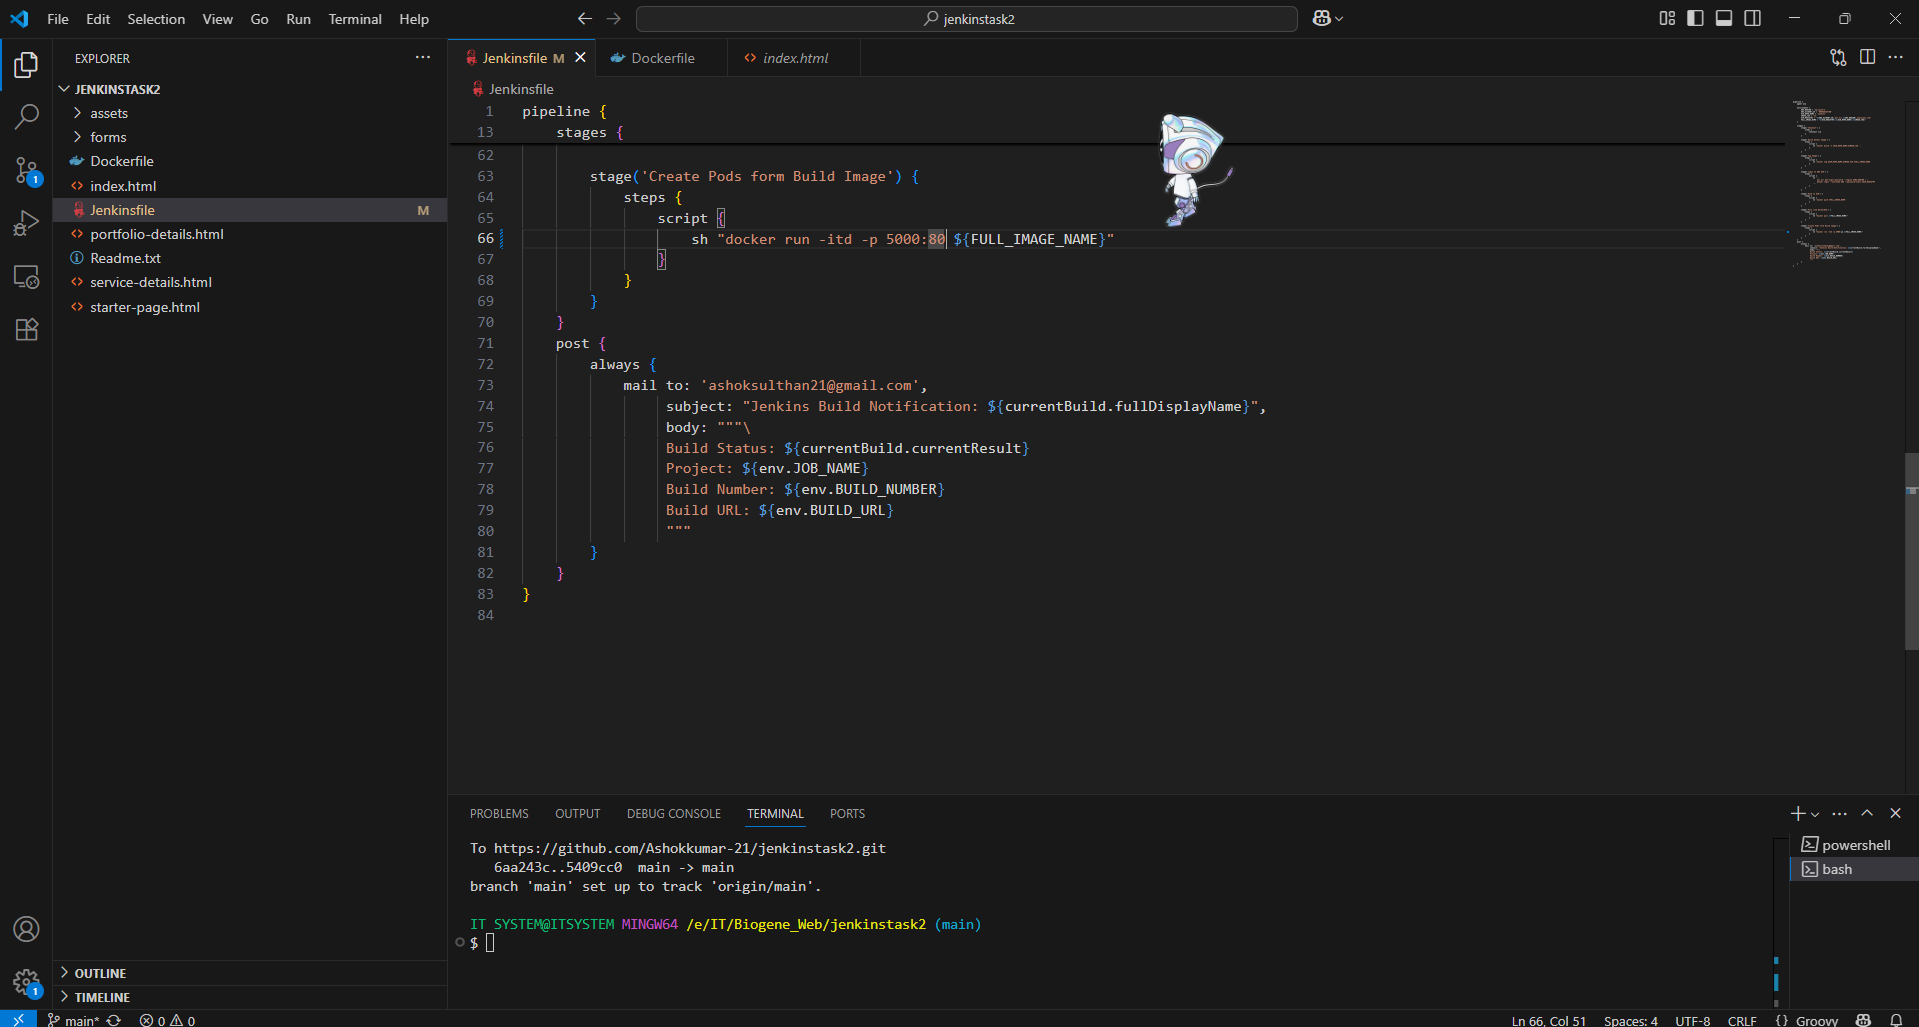 File Edit Selection View Go Run Terminal Help
jenkinstask2
EXPLORER
JENKINSTASK2
assets
forms
Dockerfile
index.html
Jenkinsfile M
portfolio-details.html
Readme.txt
service-details.html
starter-page.html
OUTLINE
TIMELINE
1
1
Jenkinsfile M Dockerfile index.html
Jenkinsfile
1 pipeline {
13 stages {
62
63 stage('Create Pods form Build Image') {
64 steps {
65 script {
66 sh "docker run -itd -p 5000:80 ${FULL_IMAGE_NAME}"
67 }
68 }
69 }
70 }
71 post {
72 always {
73 mail to: 'ashoksulthan21@gmail.com',
74 subject: "Jenkins Build Notification: ${currentBuild.fullDisplayName}",
75 body: """\
76 Build Status: ${currentBuild.currentResult}
77 Project: ${env.JOB_NAME}
78 Build Number: ${env.BUILD_NUMBER}
79 Build URL: ${env.BUILD_URL}
80 """
81 }
82 }
83 }
84
PROBLEMS OUTPUT DEBUG CONSOLE TERMINAL PORTS
To https://github.com/Ashokkumar-21/jenkinstask2.git
6aa243c..5409cc0 main -> main
branch 'main' set up to track 'origin/main'.
IT SYSTEM@ITSYSTEM MINGW64 /e/IT/Biogene_Web/jenkinstask2 (main)
$
powershell
bash
main* 0 0 Ln 66, Col 51 Spaces: 4 UTF-8 CRLF {} Groovy